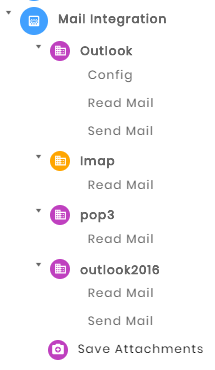 Mail Integration
Outlook
Config
Read Mail
Send Mail
Imap
Read Mail
pop3
Read Mail
outlook2016
Read Mail
Send Mail
Save Attachments